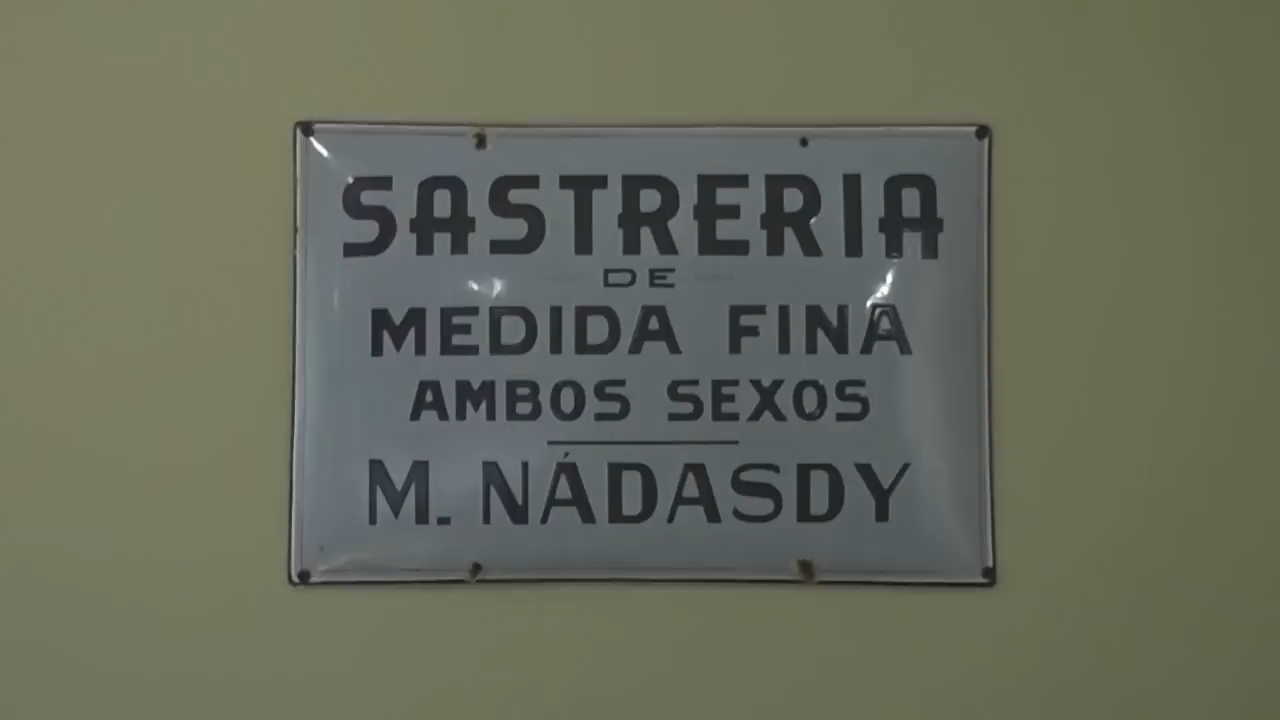 SASTRERIA
DE
MEDIDA FINA
AMBOS SEXOS
M. NÁDASDY